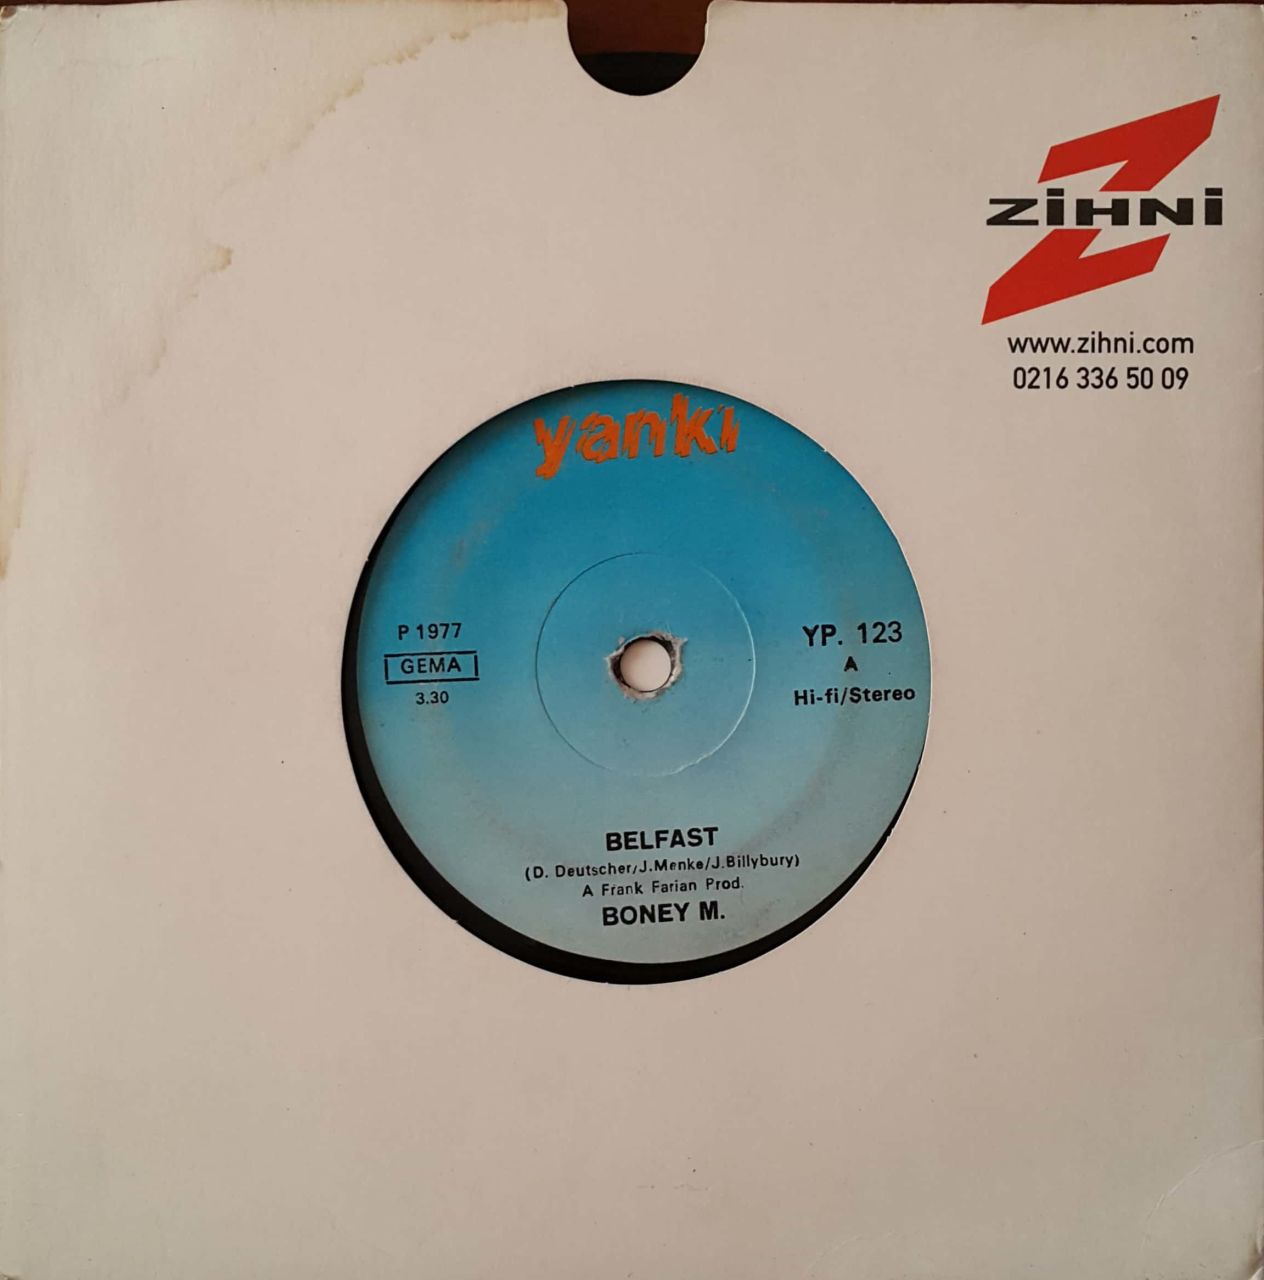 ZiHNi
www.zihni.com
0216 336 50 09
yankı
P 1977
GEMA
3.30
YP. 123
A
Hi-fi/Stereo
BELFAST
(D. Deutscher/J.Menke/J.Billybury)
A Frank Farian Prod.
BONEY M.